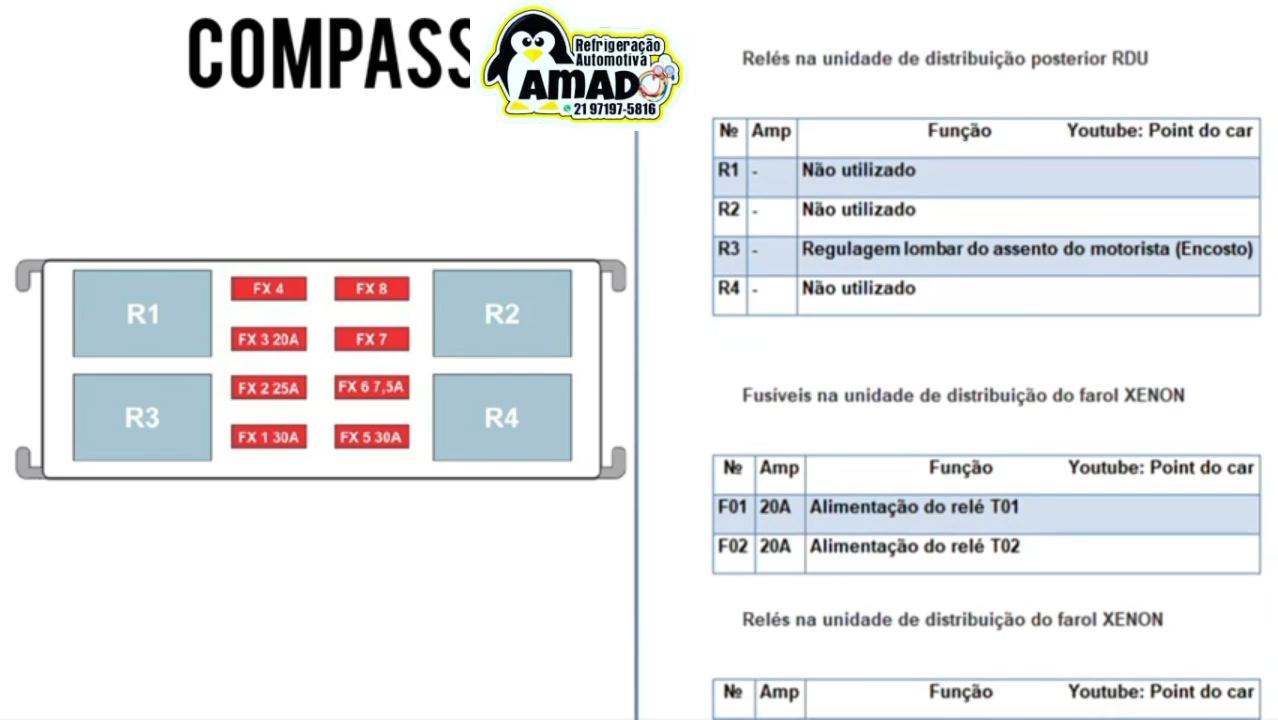 COMPASS
Refrigeração
Automotiva
AMADO
21 97197-5816
R1
FX 4
FX 8
R2
FX 3 20A
FX 7
FX 2 25A
FX 6 7,5A
R3
R4
FX 1 30A
FX 5 30A
Relés na unidade de distribuição posterior RDU
№ Amp Função Youtube: Point do car
R1 - Não utilizado
R2 - Não utilizado
R3 - Regulagem lombar do assento do motorista (Encosto)
R4 - Não utilizado
Fusíveis na unidade de distribuição do farol XENON
№ Amp Função Youtube: Point do car
F01 20A Alimentação do relé T01
F02 20A Alimentação do relé T02
Relés na unidade de distribuição do farol XENON
№ Amp Função Youtube: Point do car